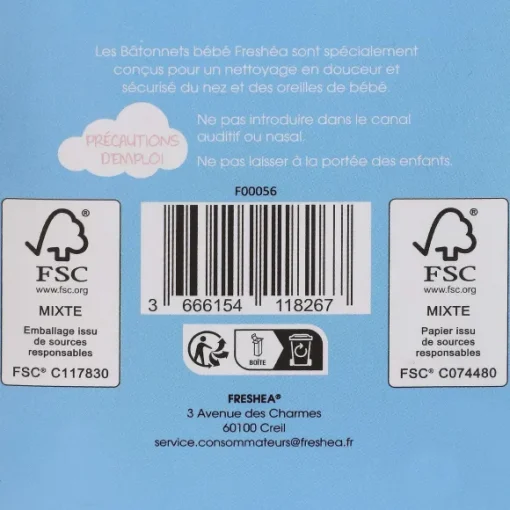 Les Bâtonnets bébé Freshéa sont spécialement
conçus pour un nettoyage en douceur et
sécurisé du nez et des oreilles de bébé.
PRÉCAUTIONS
D'EMPLOI
Ne pas introduire dans le canal
auditif ou nasal.
Ne pas laisser à la portée des enfants.
F00056
®
FSC
www.fsc.org
MIXTE
Emballage issu
de sources
responsables
FSC® C117830
3 666154 118267
BOÎTE
®
FSC
www.fsc.org
MIXTE
Papier issu
de sources
responsables
FSC® C074480
FRESHEA®
3 Avenue des Charmes
60100 Creil
service.consommateurs@freshea.fr